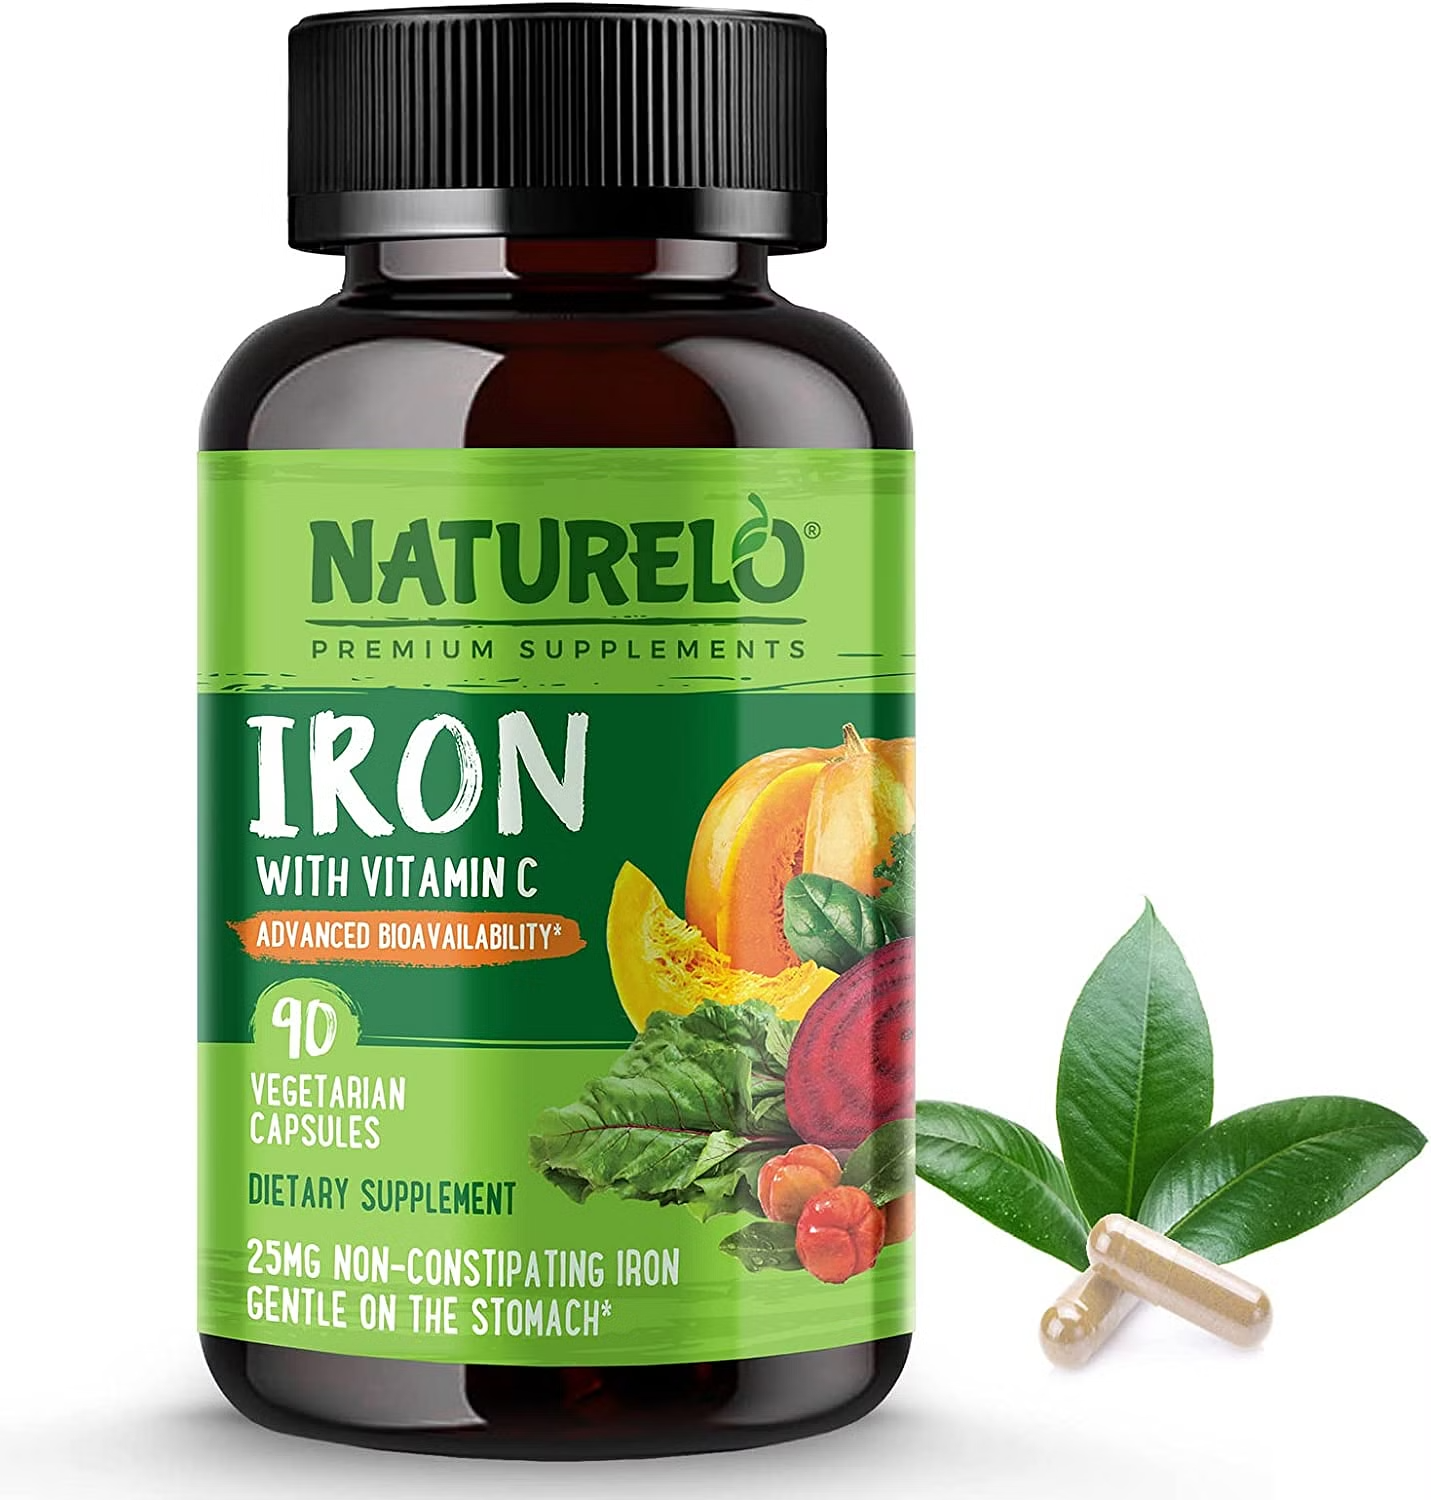 NATURELO®
PREMIUM SUPPLEMENTS
IRON
WITH VITAMIN C
ADVANCED BIOAVAILABILITY*
90
VEGETARIAN
CAPSULES
DIETARY SUPPLEMENT
25MG NON-CONSTIPATING IRON
GENTLE ON THE STOMACH*